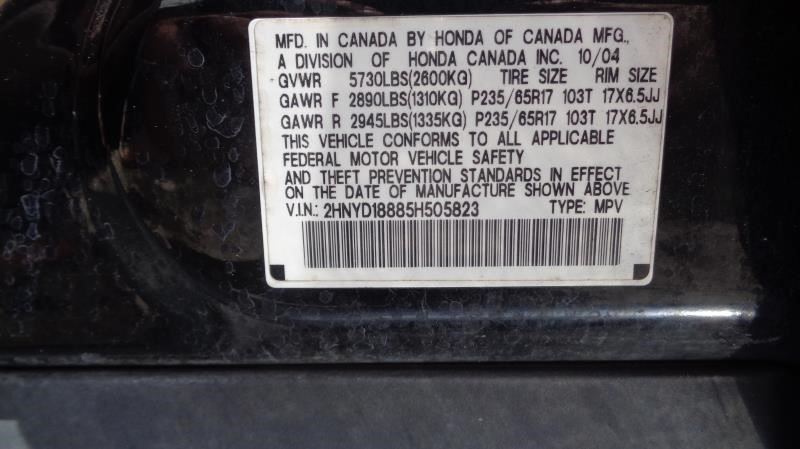 MFD. IN CANADA BY HONDA OF CANADA MFG.,
A DIVISION OF HONDA CANADA INC. 10/04
GVWR 5730LBS(2600KG) TIRE SIZE RIM SIZE
GAWR F 2890LBS(1310KG) P235/65R17 103T 17X6.5JJ
GAWR R 2945LBS(1335KG) P235/65R17 103T 17X6.5JJ
THIS VEHICLE CONFORMS TO ALL APPLICABLE
FEDERAL MOTOR VEHICLE SAFETY
AND THEFT PREVENTION STANDARDS IN EFFECT
ON THE DATE OF MANUFACTURE SHOWN ABOVE
V.I.N.: 2HNYD18885H505823 TYPE: MPV